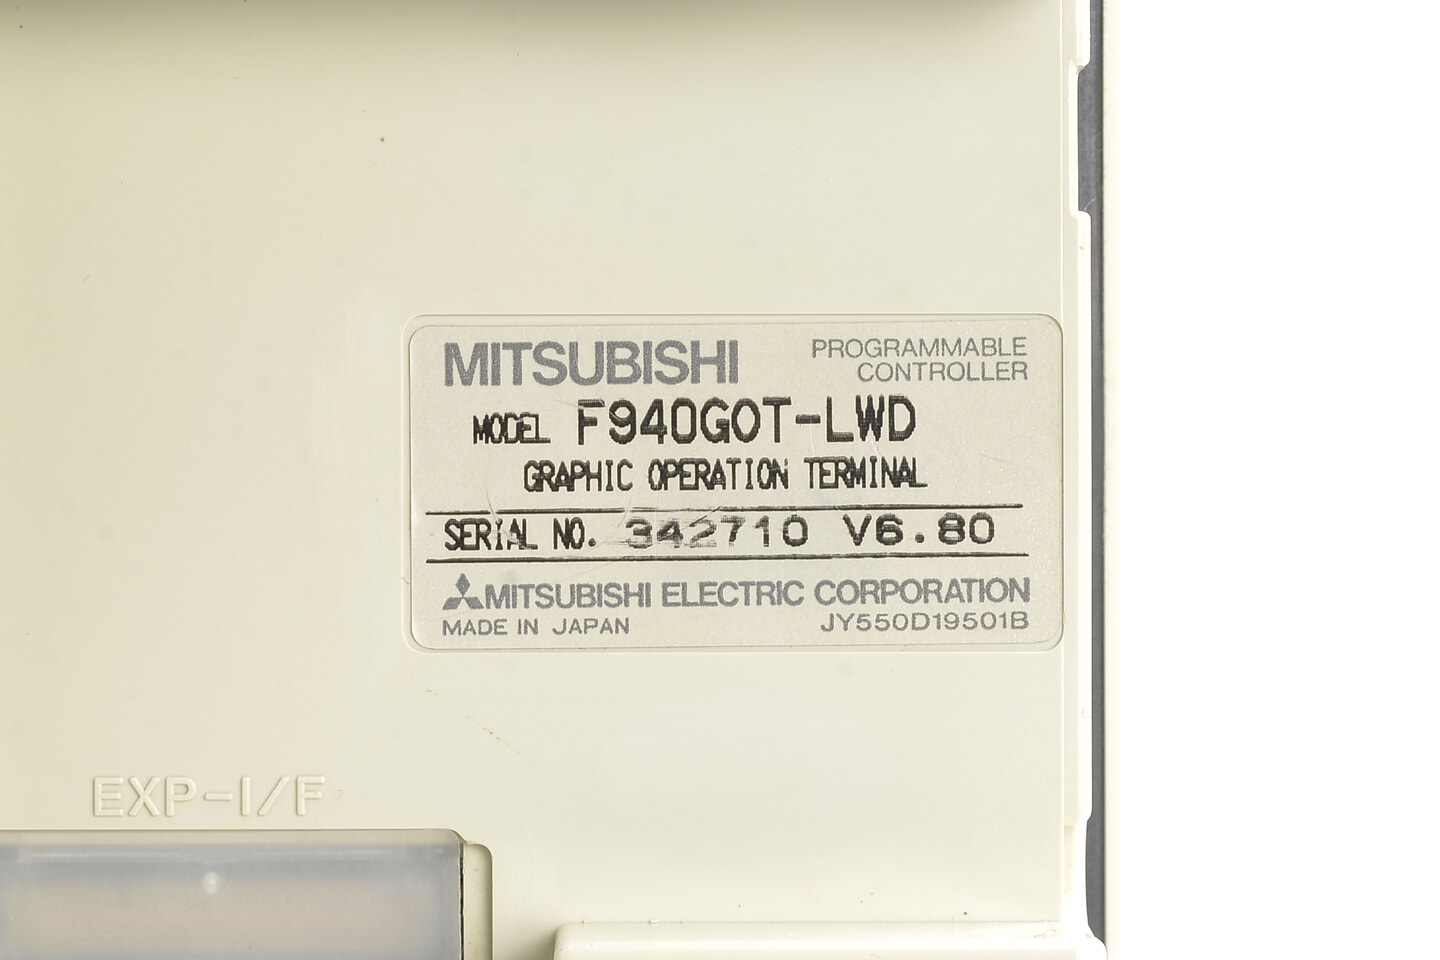 MITSUBISHI
PROGRAMMABLE
CONTROLLER
MODEL F940GOT-LWD
GRAPHIC OPERATION TERMINAL
SERIAL NO. 342710 V6.80
MITSUBISHI ELECTRIC CORPORATION
MADE IN JAPAN JY550D19501B
EXP-I/F